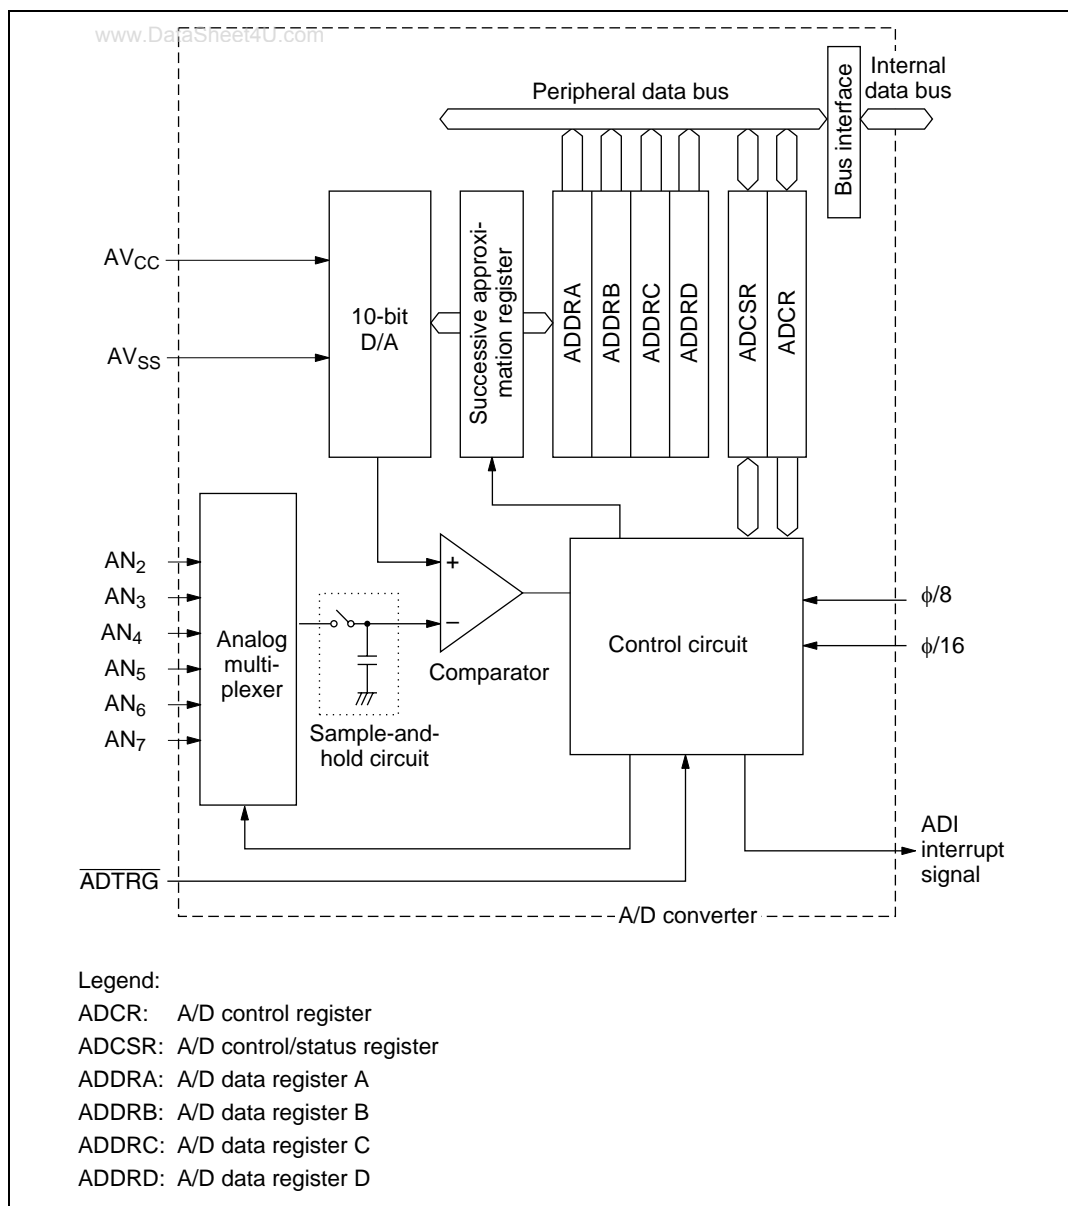 www.DataSheet4U.com
Peripheral data bus
Bus interface
Internal
data bus
AVCC
AVSS
10-bit
D/A
Successive approxi-
mation register
ADDRA
ADDRB
ADDRC
ADDRD
ADCSR
ADCR
AN2
AN3
AN4
AN5
AN6
AN7
Analog
multi-
plexer
Sample-and-
hold circuit
+
−
Comparator
Control circuit
ϕ/8
ϕ/16
ADTRG
ADI
interrupt
signal
A/D converter
Legend:
ADCR: A/D control register
ADCSR: A/D control/status register
ADDRA: A/D data register A
ADDRB: A/D data register B
ADDRC: A/D data register C
ADDRD: A/D data register D